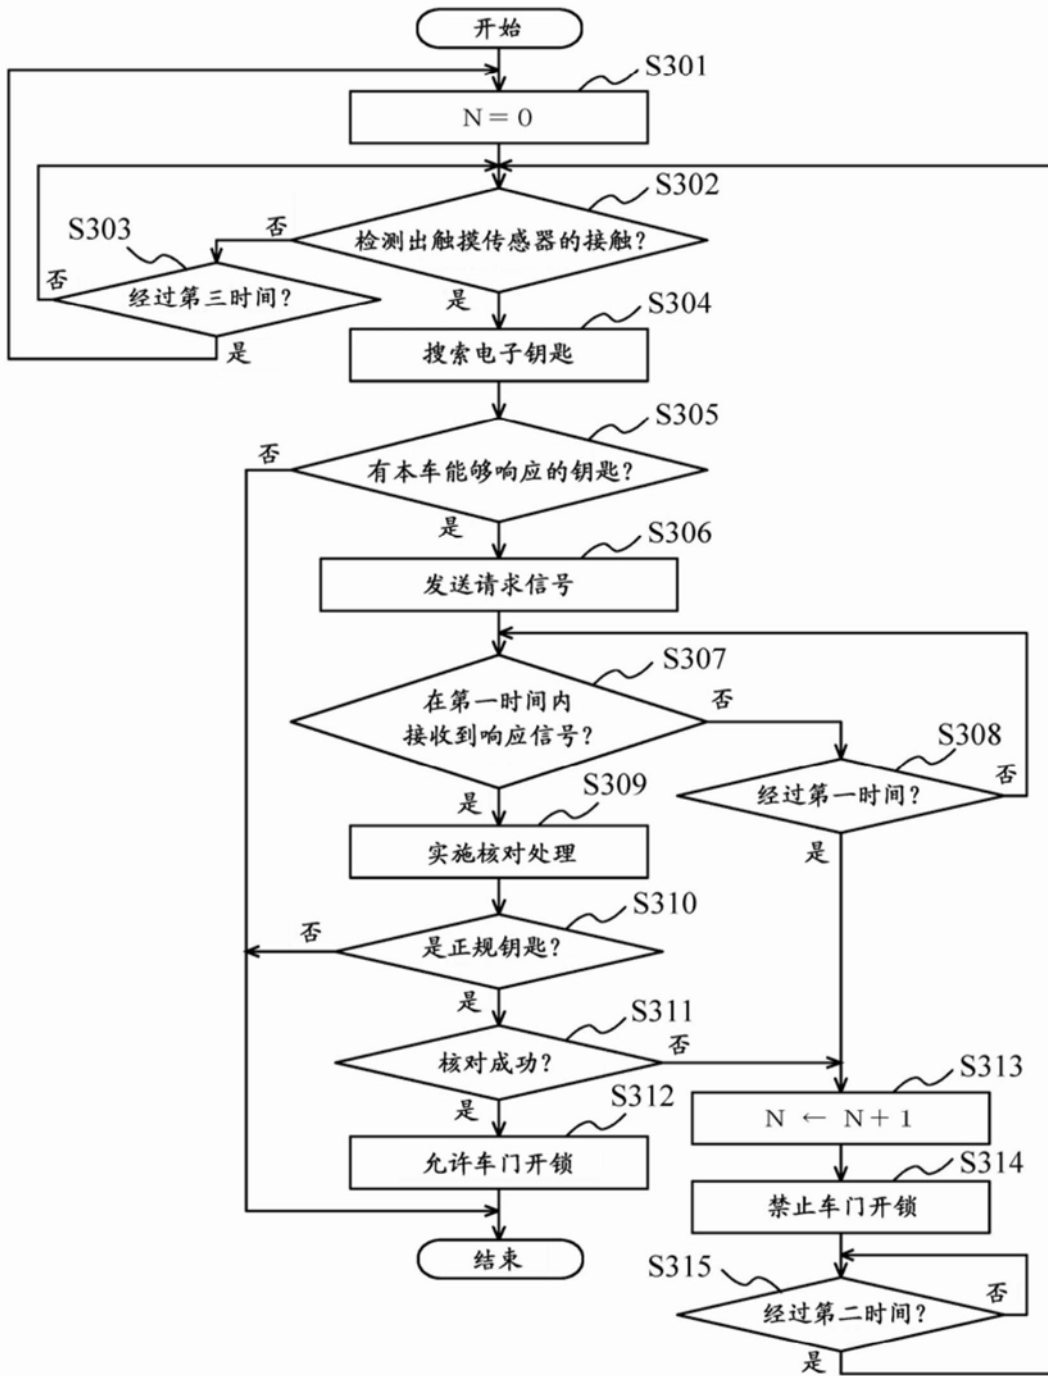 开始
S301
N=0
S302
检测出触摸传感器的接触?
否
S303
是
否
经过第三时间?
是
S304
搜索电子钥匙
S305
否
有本车能够响应的钥匙?
是
S306
发送请求信号
S307
在第一时间内
接收到响应信号?
否
S308
否
经过第一时间?
是
是
S309
实施核对处理
S310
否
是正规钥匙?
是
S311
核对成功?
否
是
S312
允许车门开锁
S313
N ← N+1
S314
禁止车门开锁
结束
S315
否
经过第二时间?
是